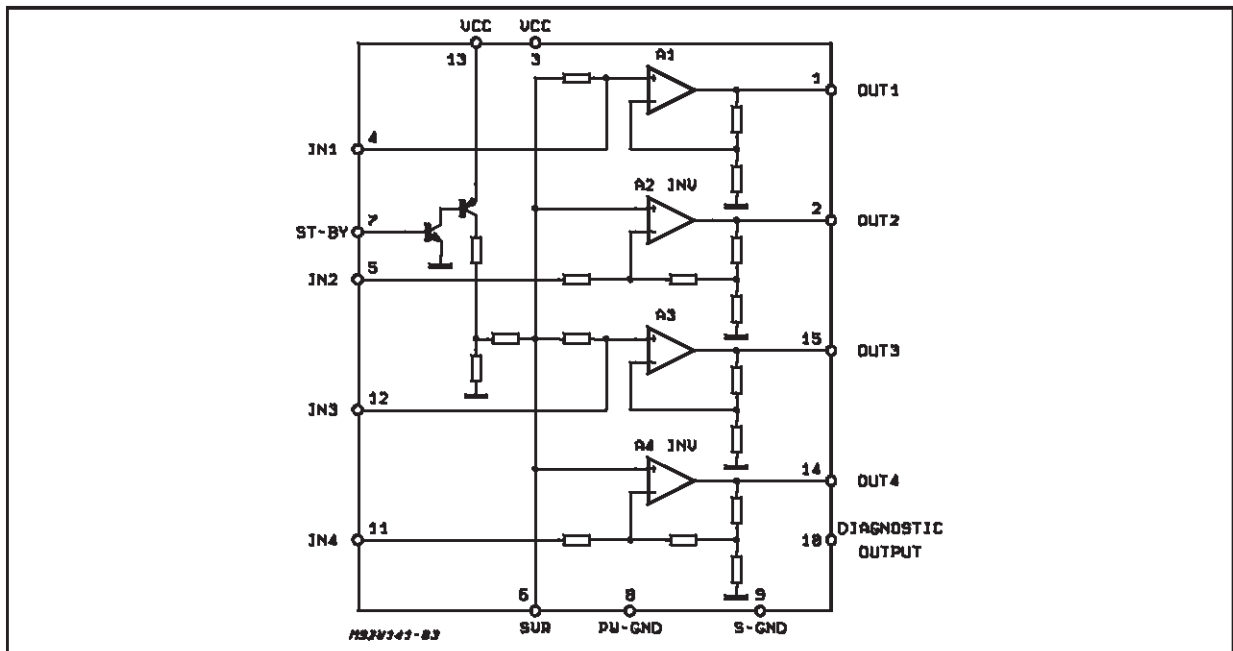 VCC VCC
13 3
A1
1 OUT1
4
IN1
A2 INV
2 OUT2
7
ST-BY
5
IN2
A3
15 OUT3
12
IN3
A4 INV
14 OUT4
11
IN4
10 DIAGNOSTIC
OUTPUT
6 8 9
SVR PW-GND S-GND